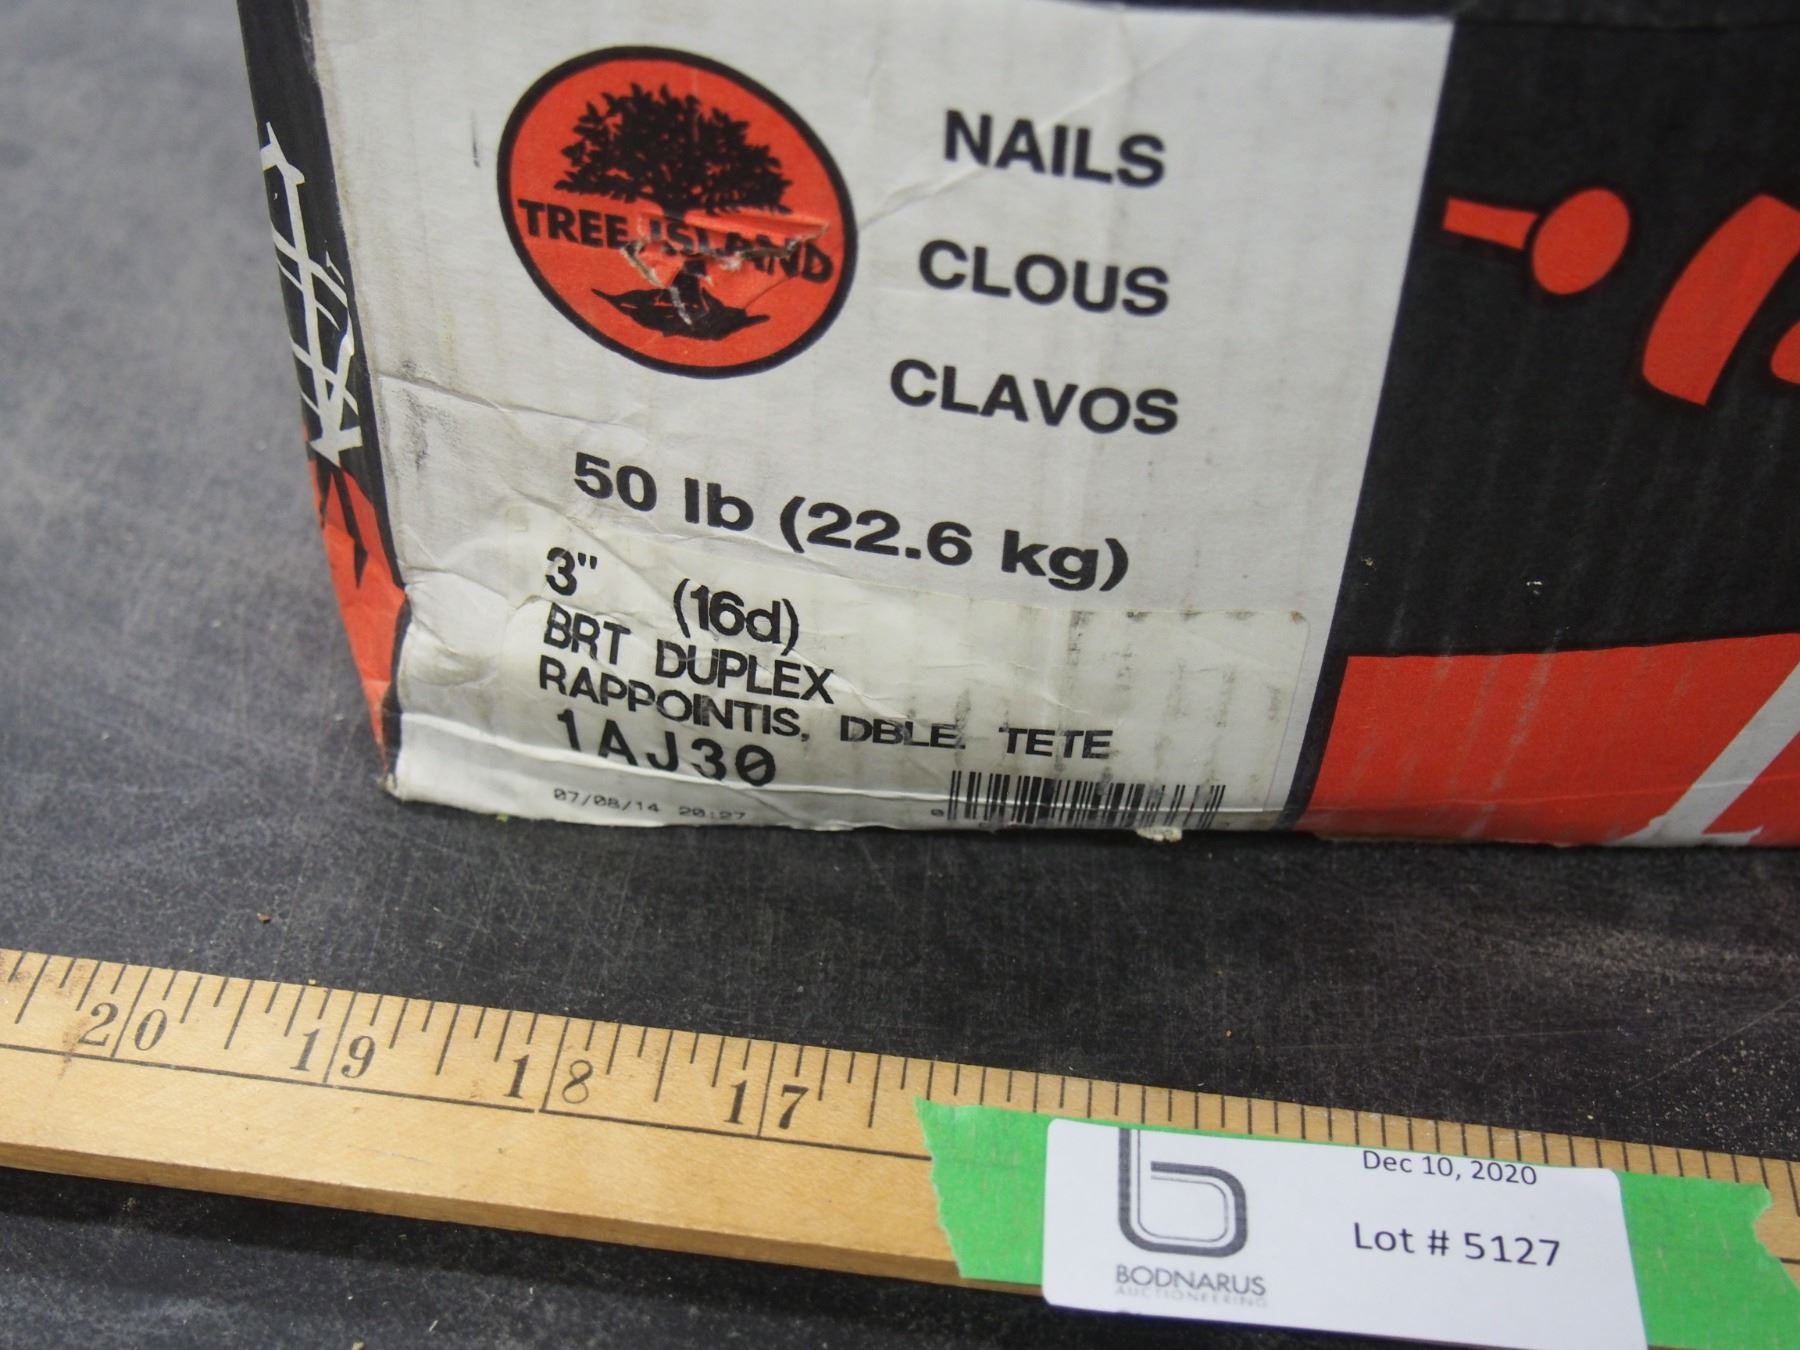 TREE ISLAND
NAILS
CLOUS
CLAVOS
50 lb (22.6 kg)
3" (16d)
BRT DUPLEX
RAPPOINTIS, DBLE. TETE
1AJ30
07/08/14 20:27
0
20 19 18 17
Dec 10, 2020
Lot # 5127
BODNARUS
AUCTIONEERING